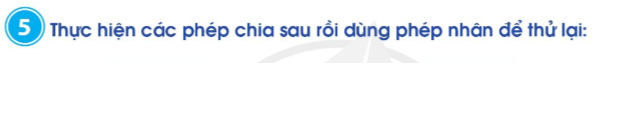 5 Thực hiện các phép chia sau rồi dùng phép nhân để thử lại: